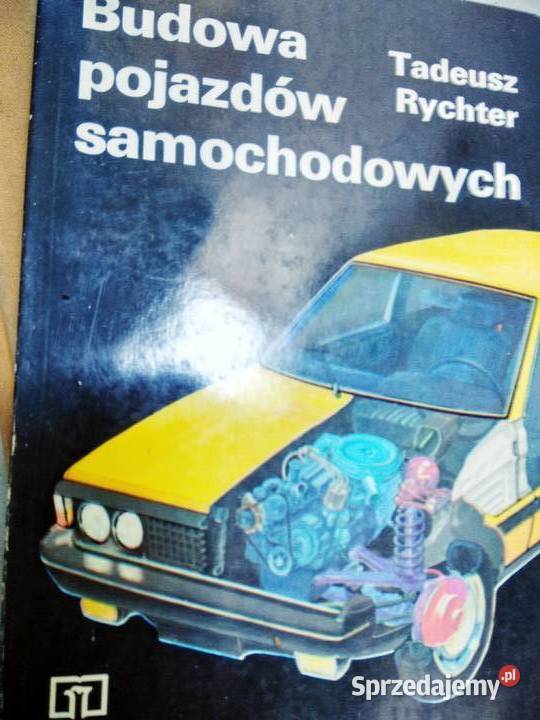 Budowa
pojazdów
samochodowych
Tadeusz
Rychter
Sprzedajemy.pl